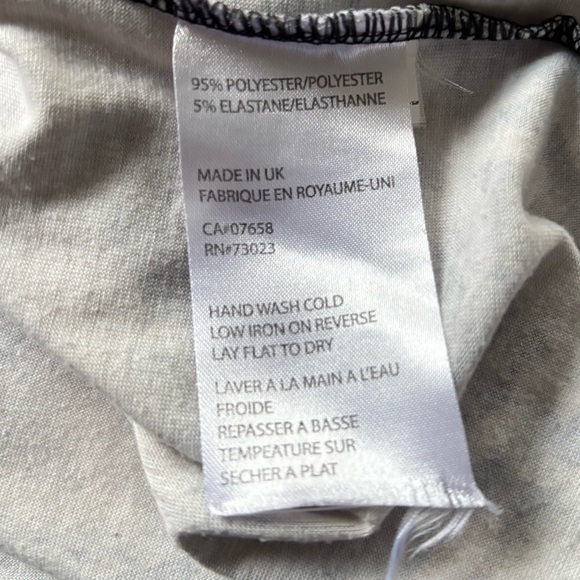 95% POLYESTER/POLYESTER
5% ELASTANE/ELASTHANNE
MADE IN UK
FABRIQUE EN ROYAUME-UNI
CA#07658
RN#73023
HAND WASH COLD
LOW IRON ON REVERSE
LAY FLAT TO DRY
LAVER A LA MAIN A L'EAU
FROIDE
REPASSER A BASSE
TEMPEATURE SUR
SECHER A PLAT